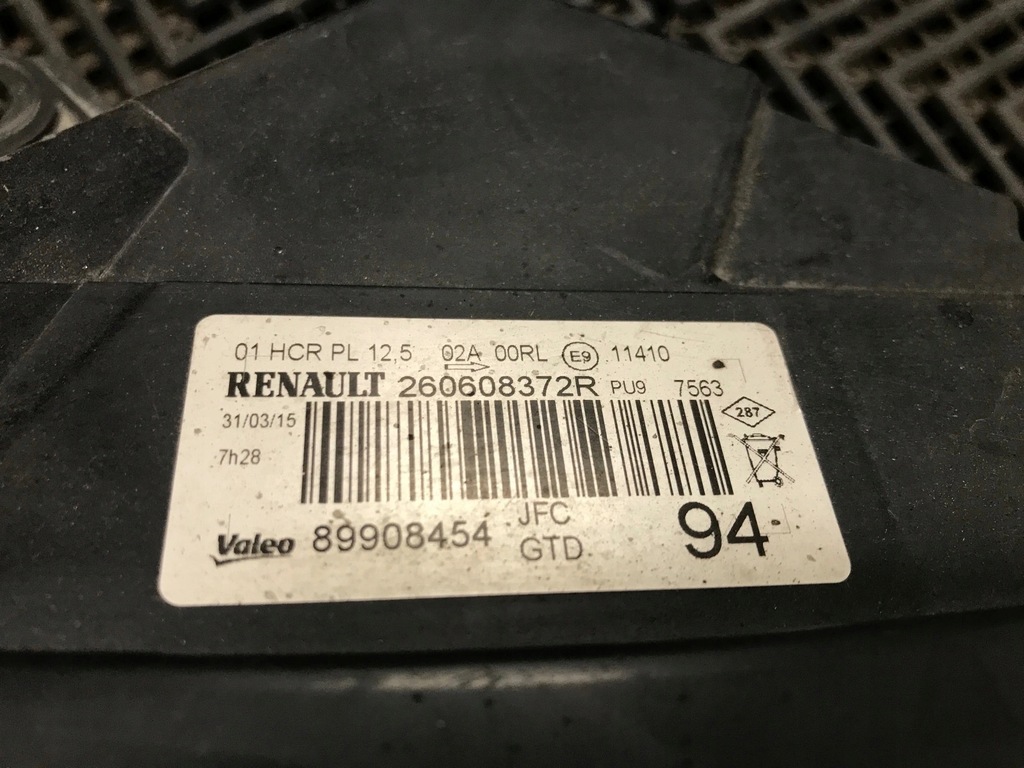 01 HCR PL 12,5 02A 00RL E9 .11410
RENAULT 260608372R PU9 7563
31/03/15
287
7h28
Valeo 89908454 JFC
GTD
94